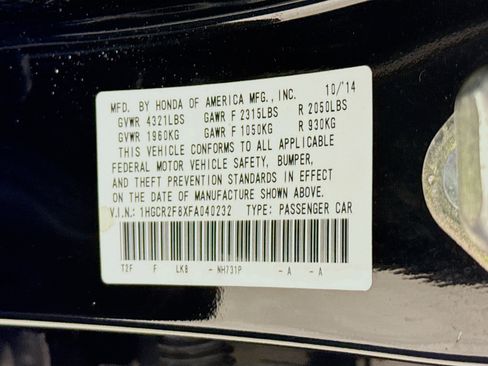 MFD. BY HONDA OF AMERICA MFG., INC. 10/'14
GVWR 4321LBS GAWR F 2315LBS R 2050LBS
GVWR 1960KG GAWR F 1050KG R 930KG
THIS VEHICLE CONFORMS TO ALL APPLICABLE
FEDERAL MOTOR VEHICLE SAFETY, BUMPER,
AND THEFT PREVENTION STANDARDS IN EFFECT
ON THE DATE OF MANUFACTURE SHOWN ABOVE.
V.I.N.: 1HGCR2F8XFA040232 TYPE: PASSENGER CAR
T2F F LKB - NH731P - A - A